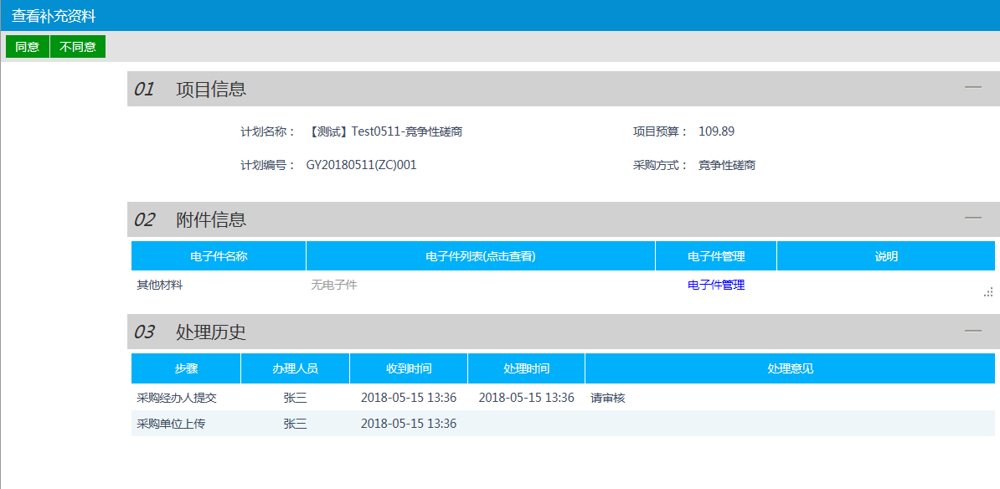 查看补充资料
同意 不同意
01 项目信息
计划名称： 【测试】Test0511-竞争性磋商 项目预算： 109.89
计划编号： GY20180511(ZC)001 采购方式： 竞争性磋商
02 附件信息
电子件名称 电子件列表(点击查看) 电子件管理 说明
其他材料 无电子件 电子件管理
03 处理历史
步骤 办理人员 收到时间 处理时间 处理意见
采购经办人提交 张三 2018-05-15 13:36 2018-05-15 13:36 请审核
采购单位上传 张三 2018-05-15 13:36